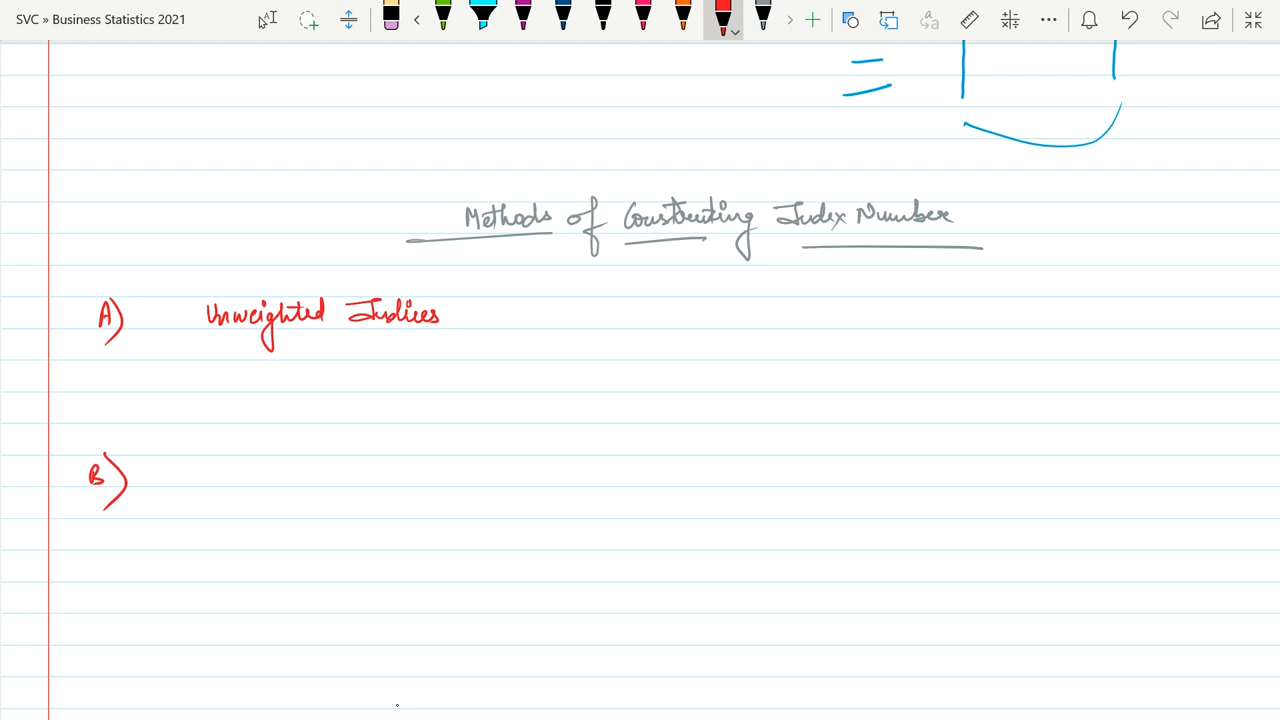 SVC » Business Statistics 2021
Methods of Constructing Index Number
A) Unweighted Indices
B)